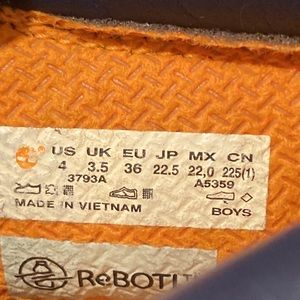 US UK EU JP MX CN
4 3.5 36 22.5 22,0 225(1)
3793A A5359
MADE IN VIETNAM BOYS
ReBOTL